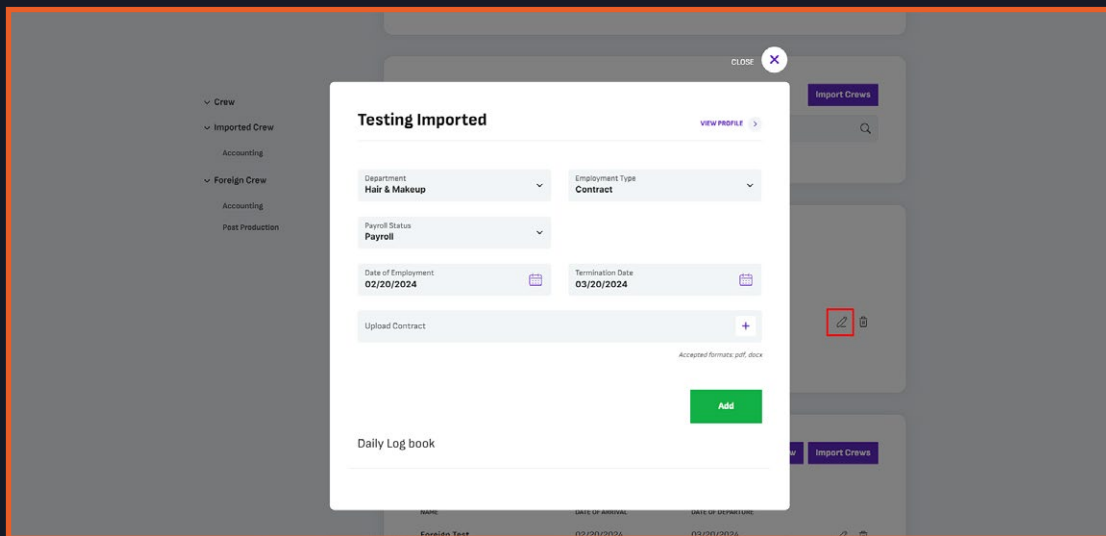 CLOSE
Import Crews
Crew
Imported Crew
Accounting
Foreign Crew
Accounting
Post Production
Testing Imported
VIEW PROFILE
Department
Hair & Makeup
Employment Type
Contract
Payroll Status
Payroll
Date of Employment
02/20/2024
Termination Date
03/20/2024
Upload Contract
Accepted formats: pdf, docx
Add
Daily Log book
w
Import Crews
NAME
DATE OF ARRIVAL
DATE OF DEPARTURE
Foreign Test
02/20/2024
03/20/2024